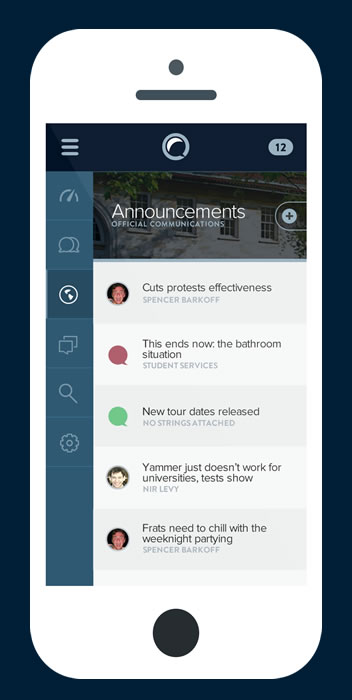 12
Announcements
OFFICIAL COMMUNICATIONS
Cuts protests effectiveness
SPENCER BARKOFF
This ends now: the bathroom
situation
STUDENT SERVICES
New tour dates released
NO STRINGS ATTACHED
Yammer just doesn't work for
universities, tests show
NIR LEVY
Frats need to chill with the
weeknight partying
SPENCER BARKOFF